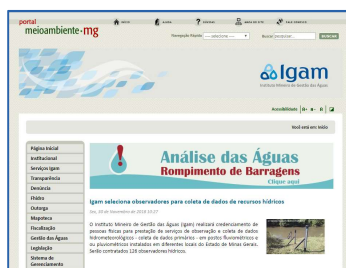 portal
meioambiente.mg
INÍCIO
AJUDA
CONTATO
MAPA DO SITE
FALE CONOSCO
Navegação Rápida ---- selecione ----
Busca: pesquisar...
BUSCAR
igam
Instituto Mineiro de Gestão das Águas
Acessibilidade A+ A- A
Você está em: Início
Página Inicial
Institucional
Serviços Igam
Transparência
Denúncia
Fhidro
Outorga
Mapoteca
Fiscalização
Gestão das Águas
Legislação
Sistema de
Gerenciamento
Análise das Águas
Rompimento de Barragens
Clique aqui
Igam seleciona observadores para coleta de dados de recursos hídricos
O Instituto Mineiro de Gestão das Águas (Igam) realizará credenciamento de
pessoas físicas para prestação de serviços de observação e coleta de dados
hidrometeorológicos - coleta de dados primários - em postos fluviométricos e
ou pluviométricos instalados em diferentes locais do Estado de Minas Gerais.
Serão contratados 126 observadores hídricos.